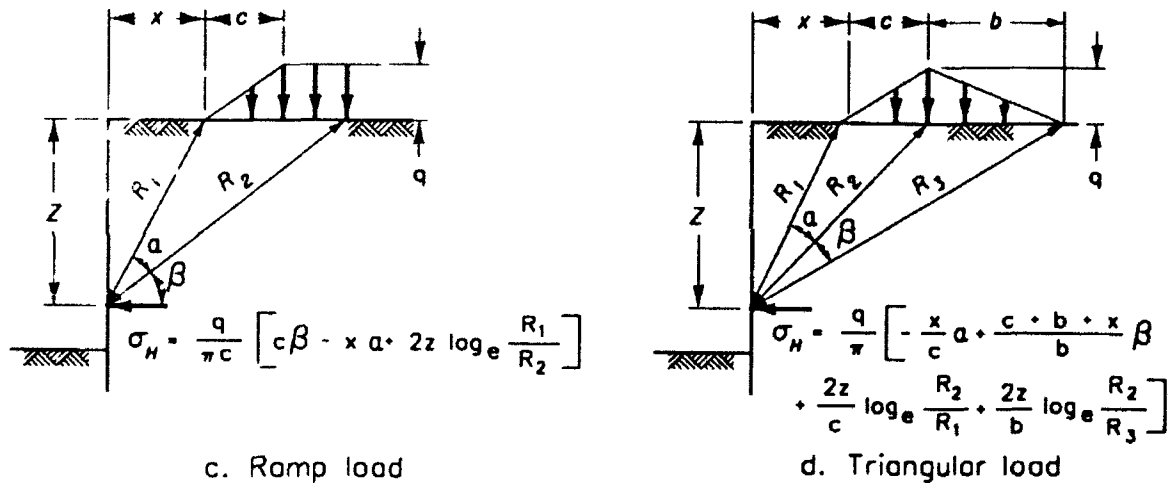 x c
q
R₁ R₂
z
α
β
σH = q/πc [cβ - x α + 2z logₑ R₁/R₂]
c. Ramp load
x c b
q
R₁ R₂ R₃
z
α
β
σH = q/π [- x/c α + c + b + x/b β
+ 2z/c logₑ R₂/R₁ + 2z/b logₑ R₂/R₃]
d. Triangular load